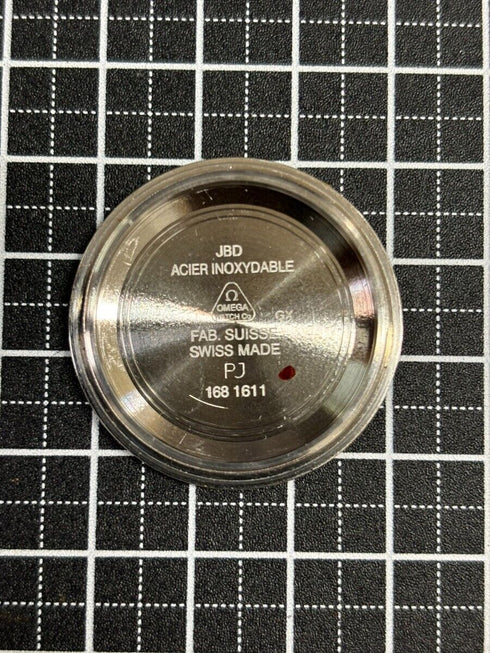 JBD
ACIER INOXYDABLE
Ω
OMEGA
WATCH Co
FAB. SUISSE
SWISS MADE
PJ
168 1611